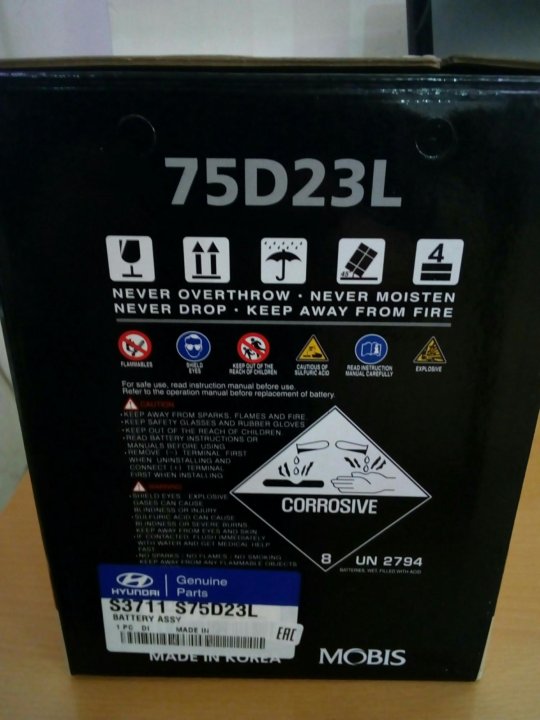 75D23L
4
45
NEVER OVERTHROW · NEVER MOISTEN
NEVER DROP · KEEP AWAY FROM FIRE
FLAMMABLES
SHIELD EYES
KEEP OUT OF THE REACH OF CHILDREN
CAUTIOUS OF SULFURIC ACID
READ INSTRUCTION MANUAL CAREFULLY
EXPLOSIVE
For safe use, read instruction manual before use.
Refer to the operation manual before replacement of battery.
CAUTION
·KEEP AWAY FROM SPARKS, FLAMES AND FIRE.
·KEEP SAFETY GLASSES AND RUBBER GLOVES
·KEEP OUT OF THE REACH OF CHILDREN.
·READ BATTERY INSTRUCTIONS OR
MANUALS BEFORE USING.
·REMOVE (−) TERMINAL FIRST
WHEN UNINSTALLING AND
CONNECT (+) TERMINAL
FIRST WHEN INSTALLING.
WARNING
·SHIELD EYES. EXPLOSIVE
GASES CAN CAUSE
BLINDNESS OR INJURY.
·SULFURIC ACID CAN CAUSE
BLINDNESS OR SEVERE BURNS.
KEEP AWAY FROM EYES AND SKIN.
·IF CONTACTED, FLUSH IMMEDIATELY
WITH WATER AND GET MEDICAL HELP
FAST.
·NO SPARKS · NO FLAMES · NO SMOKING
KEEP AWAY FROM ANY FLAMMABLE OBJECTS
CORROSIVE
8
UN 2794
BATTERIES, WET, FILLED WITH ACID
HYUNDAI
Genuine
Parts
S3711 S75D23L
BATTERY ASSY
1 PC DI MADE IN
EAC
MADE IN KOREA
MOBIS